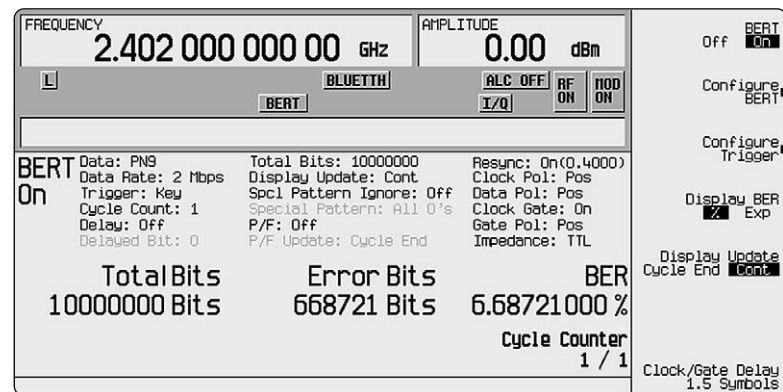 FREQUENCY
2.402 000 000 00 GHz
AMPLITUDE
0.00 dBm
L
BLUETTH
ALC OFF
RF ON
MOD ON
BERT
I/Q
BERT On
Data: PN9
Data Rate: 2 Mbps
Trigger: Key
Cycle Count: 1
Delay: Off
Delayed Bit: 0
Total Bits: 10000000
Display Update: Cont
Spcl Pattern Ignore: Off
Special Pattern: All 0's
P/F: Off
P/F Update: Cycle End
Resync: On(0.4000)
Clock Pol: Pos
Data Pol: Pos
Clock Gate: On
Gate Pol: Pos
Impedance: TTL
Total Bits
10000000 Bits
Error Bits
668721 Bits
BER
6.68721000 %
Cycle Counter
1 / 1
BERT
Off On
Configure
BERT
Configure
Trigger
Display BER
% Exp
Display Update
Cycle End Cont
Clock/Gate Delay
1.5 Symbols